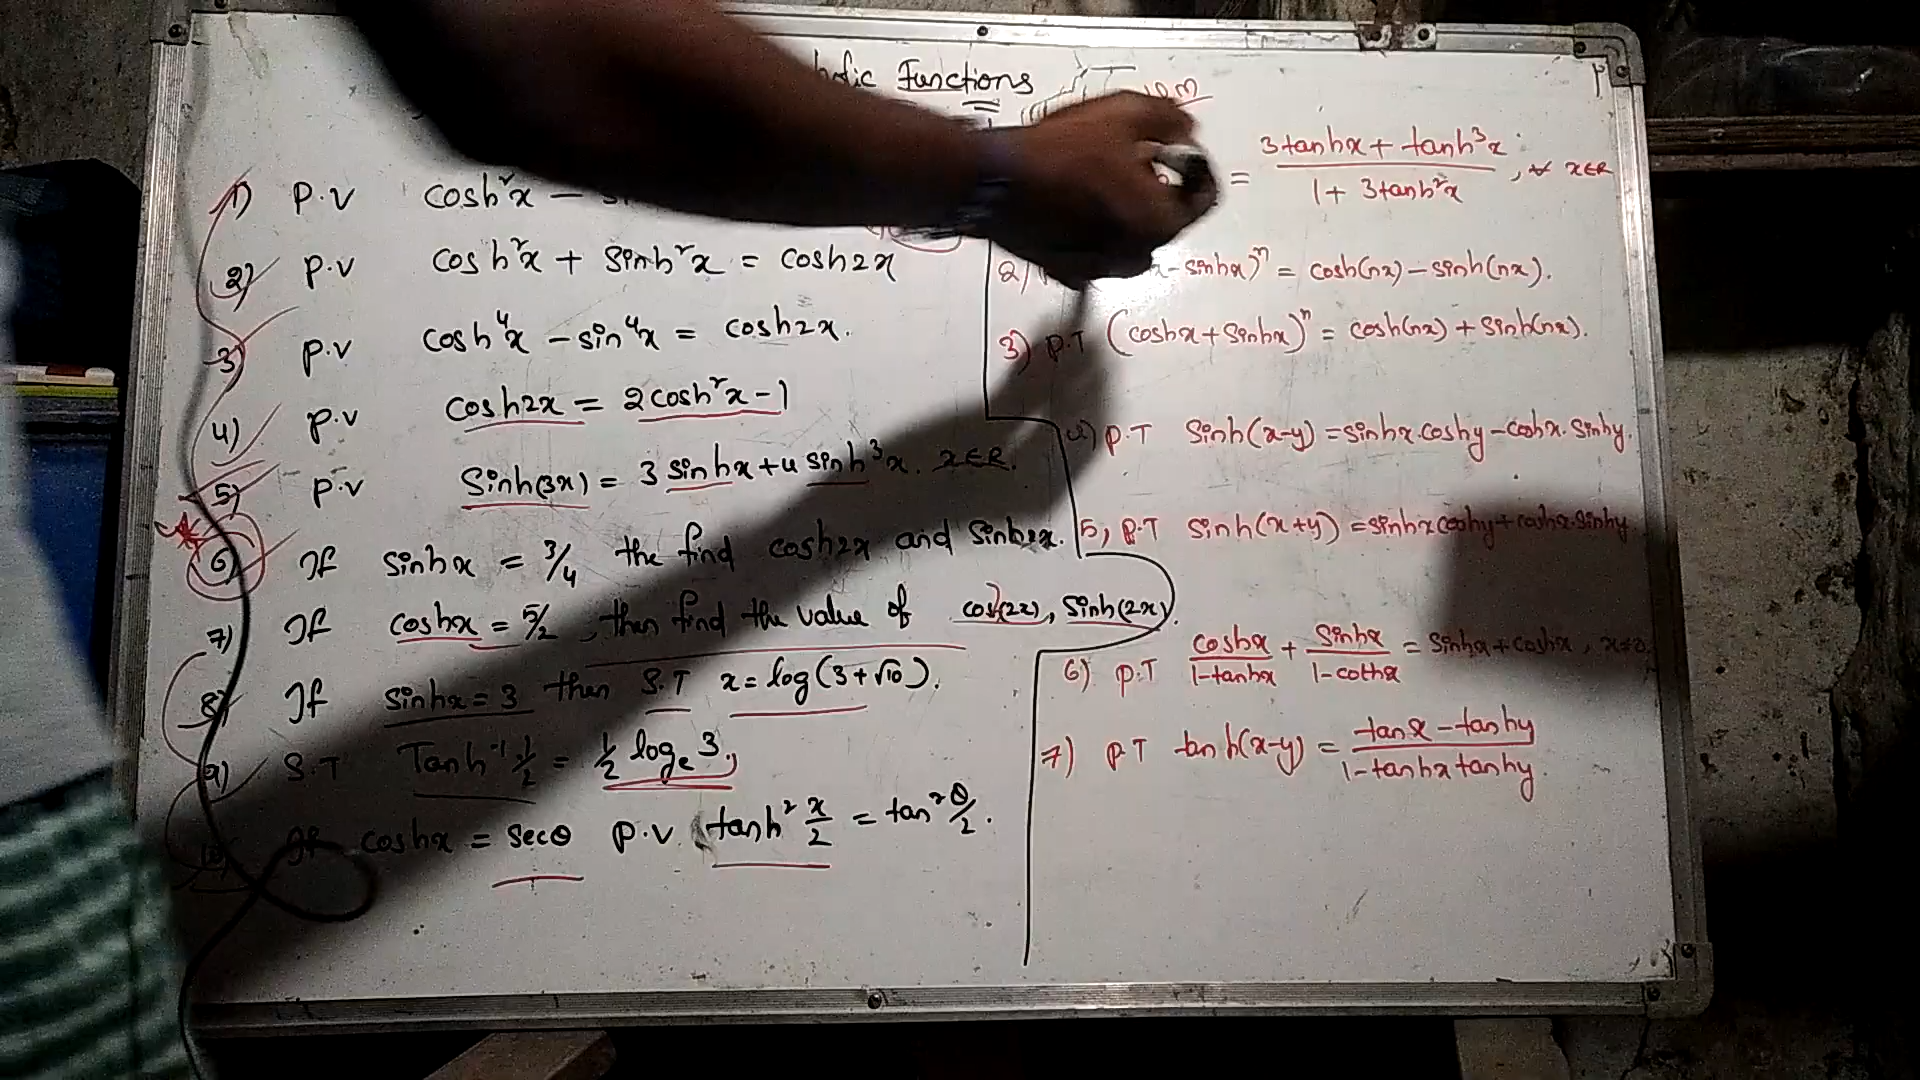 Functions
1) P.V cosh²x –
2) P.V cosh²x + Sinh²x = cosh2x
3) P.V cosh⁴x – sin⁴x = cosh2x.
4) P.V cosh2x = 2cosh²x - 1
5) P.V Sinh(3x) = 3 sinhx + 4 sinh³x. x∈R.
6) If sinhx = 3/4 the find cosh2x and sinh2x.
7) If coshx = 5/2, then find the value of cosh(2x), Sinh(2x).
8) If sinhx = 3 then S.T x = log(3+√10).
9) S.T Tanh⁻¹ 1/2 = 1/2 logₑ3.
10) If coshx = secθ P.V. tanh² x/2 = tan² θ/2.
= (3tanhx + tanh³x)/(1 + 3tanh²x), ∀ x∈R
2) x - sinhx)ⁿ = cosh(nx) – sinh(nx).
3) P.T (coshx + Sinhx)ⁿ = cosh(nx) + Sinh(nx).
4) P.T Sinh(x-y) = sinhx.coshy - coshx.Sinhy.
5, P.T sinh(x+y) = sinhxcoshy + coshx.sinhy
6) P.T coshx/(1-tanhx) + Sinhx/(1-cothx) = Sinhx + coshx, x≠0
7) P.T tanh(x-y) = (tanx - tanhy)/(1-tanhxtanhy).